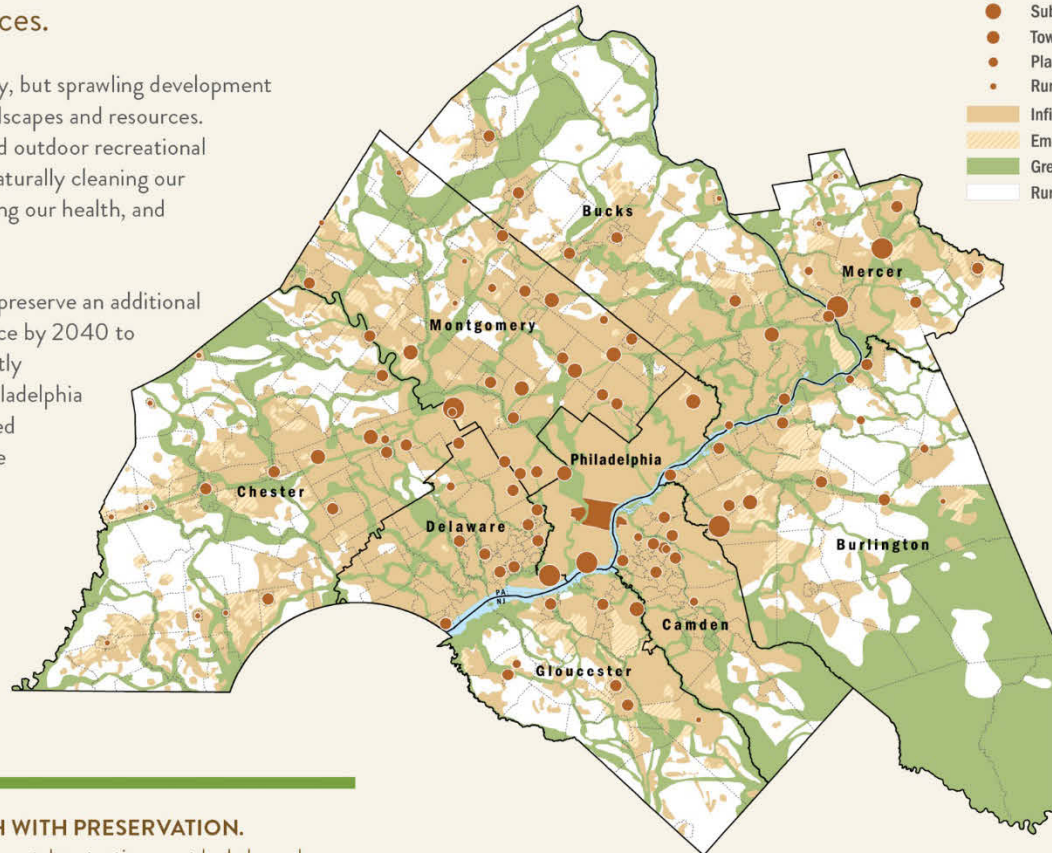 ces.
y, but sprawling development
dscapes and resources.
d outdoor recreational
aturally cleaning our
ng our health, and
preserve an additional
ce by 2040 to
tly
iladelphia
ed
e
Sub
Tow
Pla
Rur
Infi
Em
Gre
Rur
Bucks
Mercer
Montgomery
Philadelphia
Chester
Delaware
Burlington
PA
NJ
Camden
Gloucester
H WITH PRESERVATION.